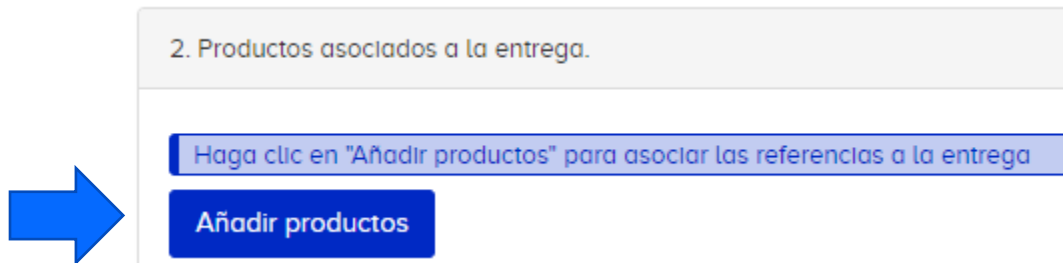 2. Productos asociados a la entrega.
Haga clic en "Añadir productos" para asociar las referencias a la entrega
Añadir productos